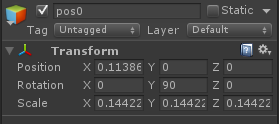 pos0 Static
Tag Untagged Layer Default
Transform
Position X 0.11386 Y 0 Z 0
Rotation X 0 Y 90 Z 0
Scale X 0.14422 Y 0.14422 Z 0.14422